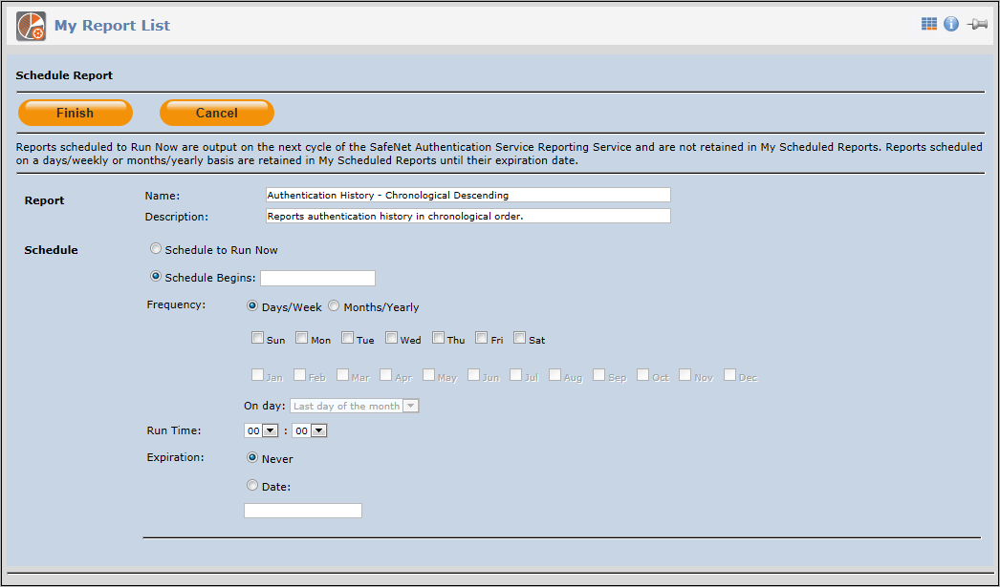 My Report List
Schedule Report
Finish Cancel
Reports scheduled to Run Now are output on the next cycle of the SafeNet Authentication Service Reporting Service and are not retained in My Scheduled Reports. Reports scheduled
on a days/weekly or months/yearly basis are retained in My Scheduled Reports until their expiration date.
Report Name: Authentication History - Chronological Descending
Description: Reports authentication history in chronological order.
Schedule Schedule to Run Now
Schedule Begins:
Frequency: Days/Week Months/Yearly
Sun Mon Tue Wed Thu Fri Sat
Jan Feb Mar Apr May Jun Jul Aug Sep Oct Nov Dec
On day: Last day of the month
Run Time: 00 : 00
Expiration: Never
Date: